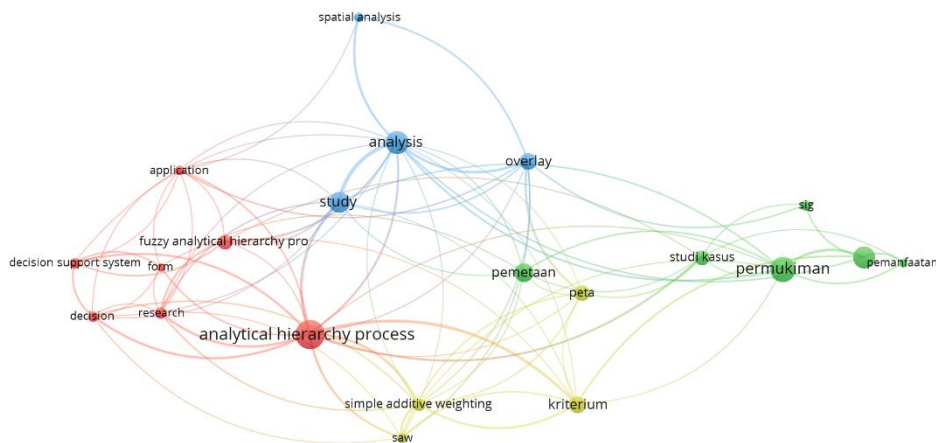 spatial analysis
analysis
overlay
application
study
sig
fuzzy analytical hierarchy pro
studi kasus
decision support system
form
pemetaan
permukiman
pemanfaatan
peta
decision
research
analytical hierarchy process
simple additive weighting
kriterium
saw